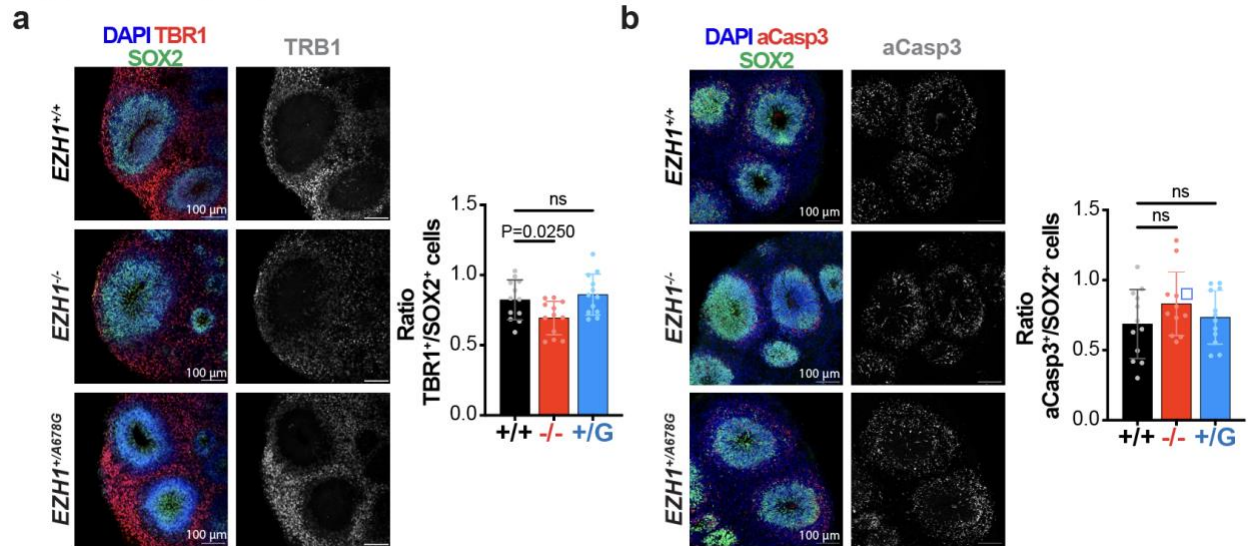 a
DAPI TBR1
SOX2
TRB1
EZH1+/+
100 µm
EZH1-/-
100 µm
EZH1+/A678G
100 µm
Ratio
TBR1+/SOX2+ cells
1.5
1.0
0.5
0.0
ns
P=0.0250
+/+
-/-
+/G
b
DAPI aCasp3
SOX2
aCasp3
EZH1+/+
100 µm
EZH1-/-
100 µm
EZH1+/A678G
100 µm
Ratio
aCasp3+/SOX2+ cells
1.5
1.0
0.5
0.0
ns
ns
+/+
-/-
+/G